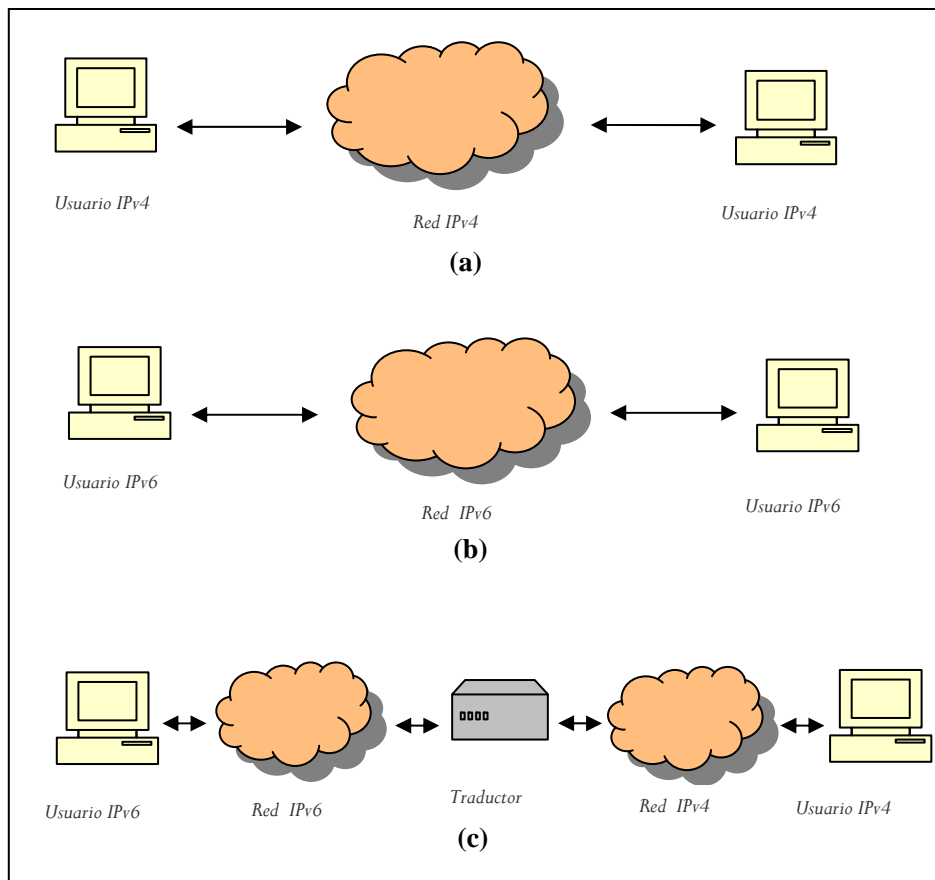 Usuario IPv4
Red IPv4
Usuario IPv4
(a)
Usuario IPv6
Red IPv6
Usuario IPv6
(b)
Usuario IPv6
Red IPv6
Traductor
Red IPv4
Usuario IPv4
(c)